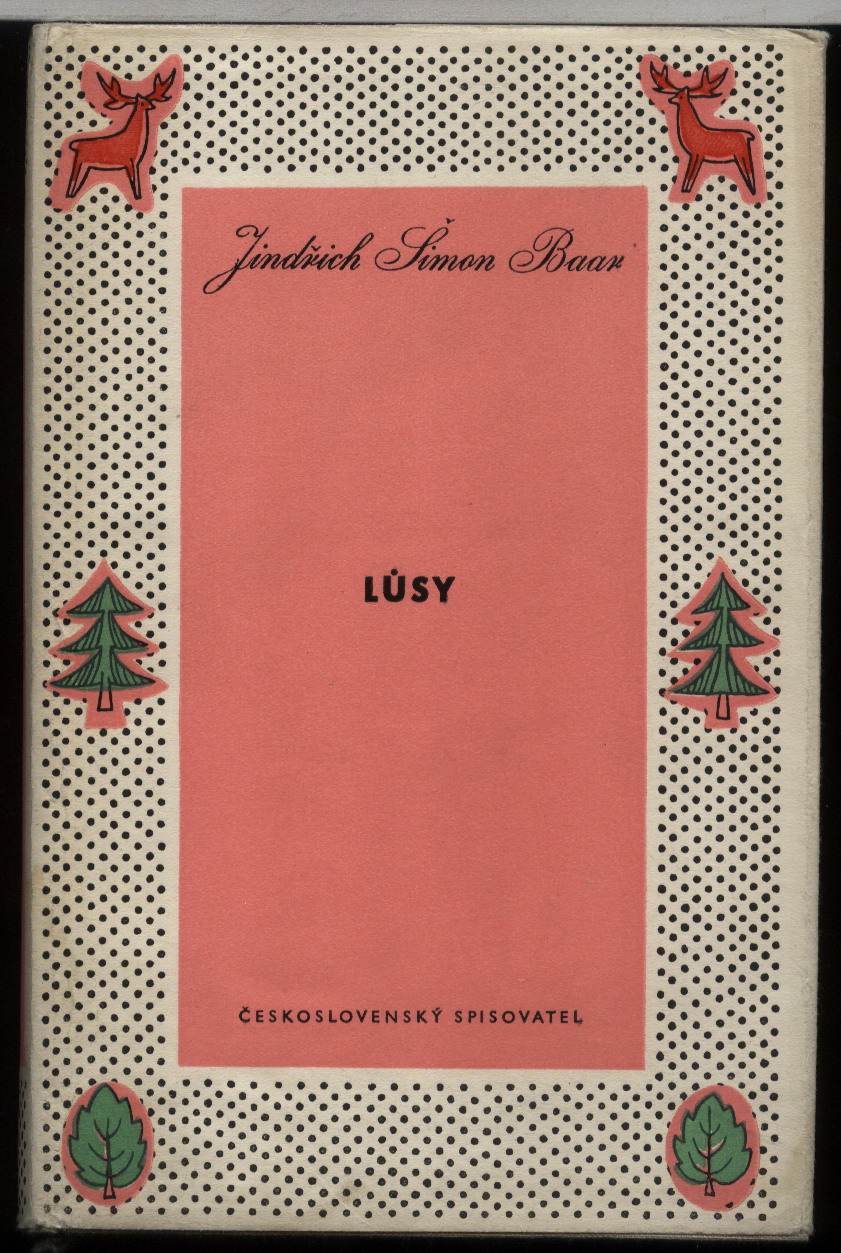 Jindřich Šimon Baar
LŮSY
ČESKOSLOVENSKÝ SPISOVATEL